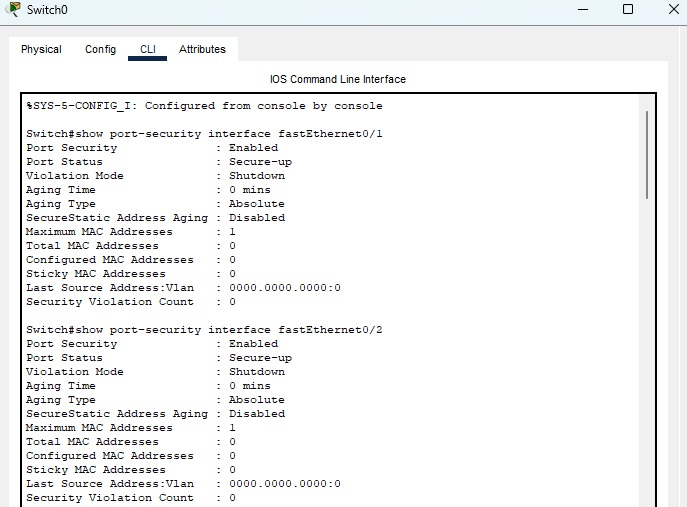 Switch0
Physical Config CLI Attributes
IOS Command Line Interface
%SYS-5-CONFIG_I: Configured from console by console
Switch#show port-security interface fastEthernet0/1
Port Security : Enabled
Port Status : Secure-up
Violation Mode : Shutdown
Aging Time : 0 mins
Aging Type : Absolute
SecureStatic Address Aging : Disabled
Maximum MAC Addresses : 1
Total MAC Addresses : 0
Configured MAC Addresses : 0
Sticky MAC Addresses : 0
Last Source Address:Vlan : 0000.0000.0000:0
Security Violation Count : 0
Switch#show port-security interface fastEthernet0/2
Port Security : Enabled
Port Status : Secure-up
Violation Mode : Shutdown
Aging Time : 0 mins
Aging Type : Absolute
SecureStatic Address Aging : Disabled
Maximum MAC Addresses : 1
Total MAC Addresses : 0
Configured MAC Addresses : 0
Sticky MAC Addresses : 0
Last Source Address:Vlan : 0000.0000.0000:0
Security Violation Count : 0